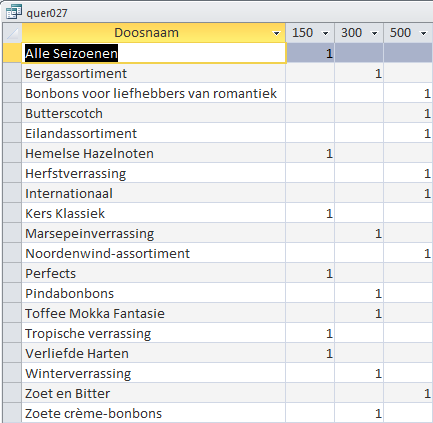 quer027
Doosnaam 150 300 500
Alle Seizoenen 1
Bergassortiment 1
Bonbons voor liefhebbers van romantiek 1
Butterscotch 1
Eilandassortiment 1
Hemelse Hazelnoten 1
Herfstverrassing 1
Internationaal 1
Kers Klassiek 1
Marsepeinverrassing 1
Noordenwind-assortiment 1
Perfects 1
Pindabonbons 1
Toffee Mokka Fantasie 1
Tropische verrassing 1
Verliefde Harten 1
Winterverrassing 1
Zoet en Bitter 1
Zoete crème-bonbons 1